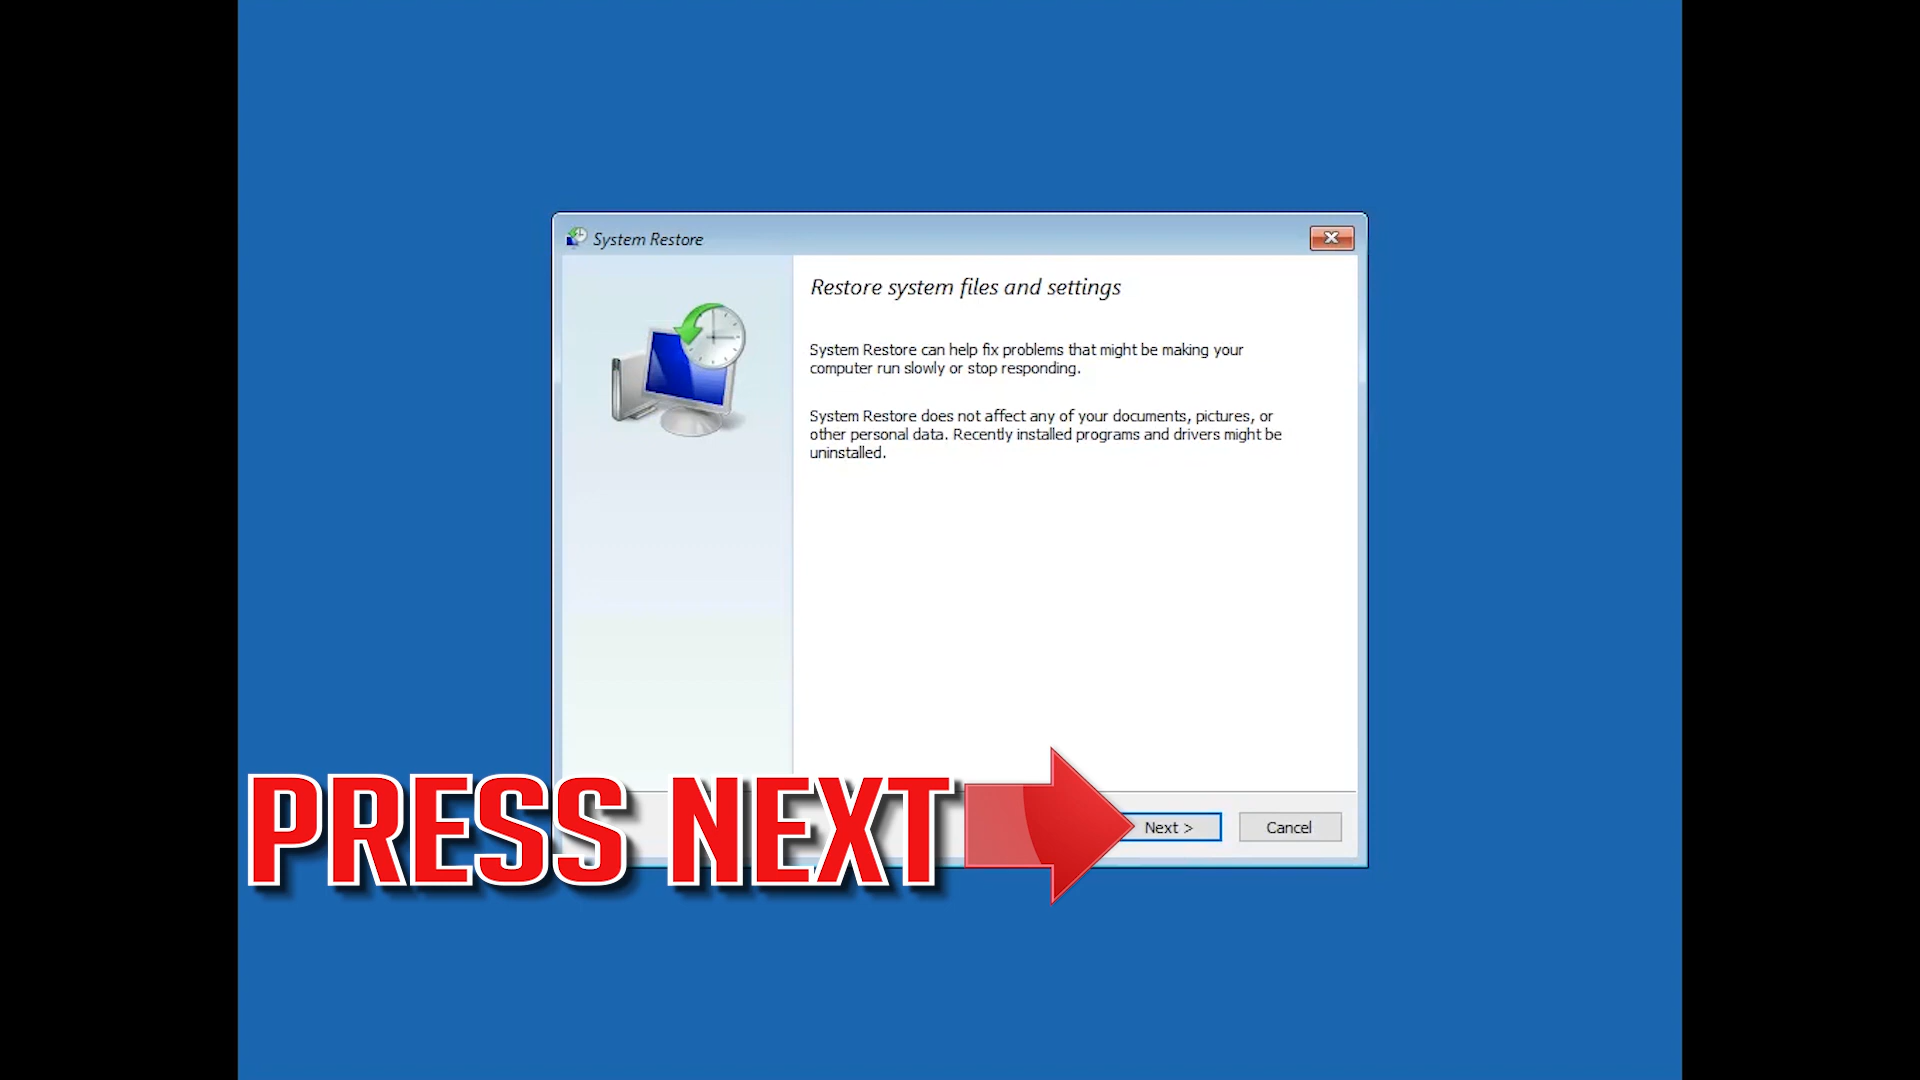 System Restore
Restore system files and settings
System Restore can help fix problems that might be making your
computer run slowly or stop responding.
System Restore does not affect any of your documents, pictures, or
other personal data. Recently installed programs and drivers might be
uninstalled.
PRESS NEXT
Next >
Cancel